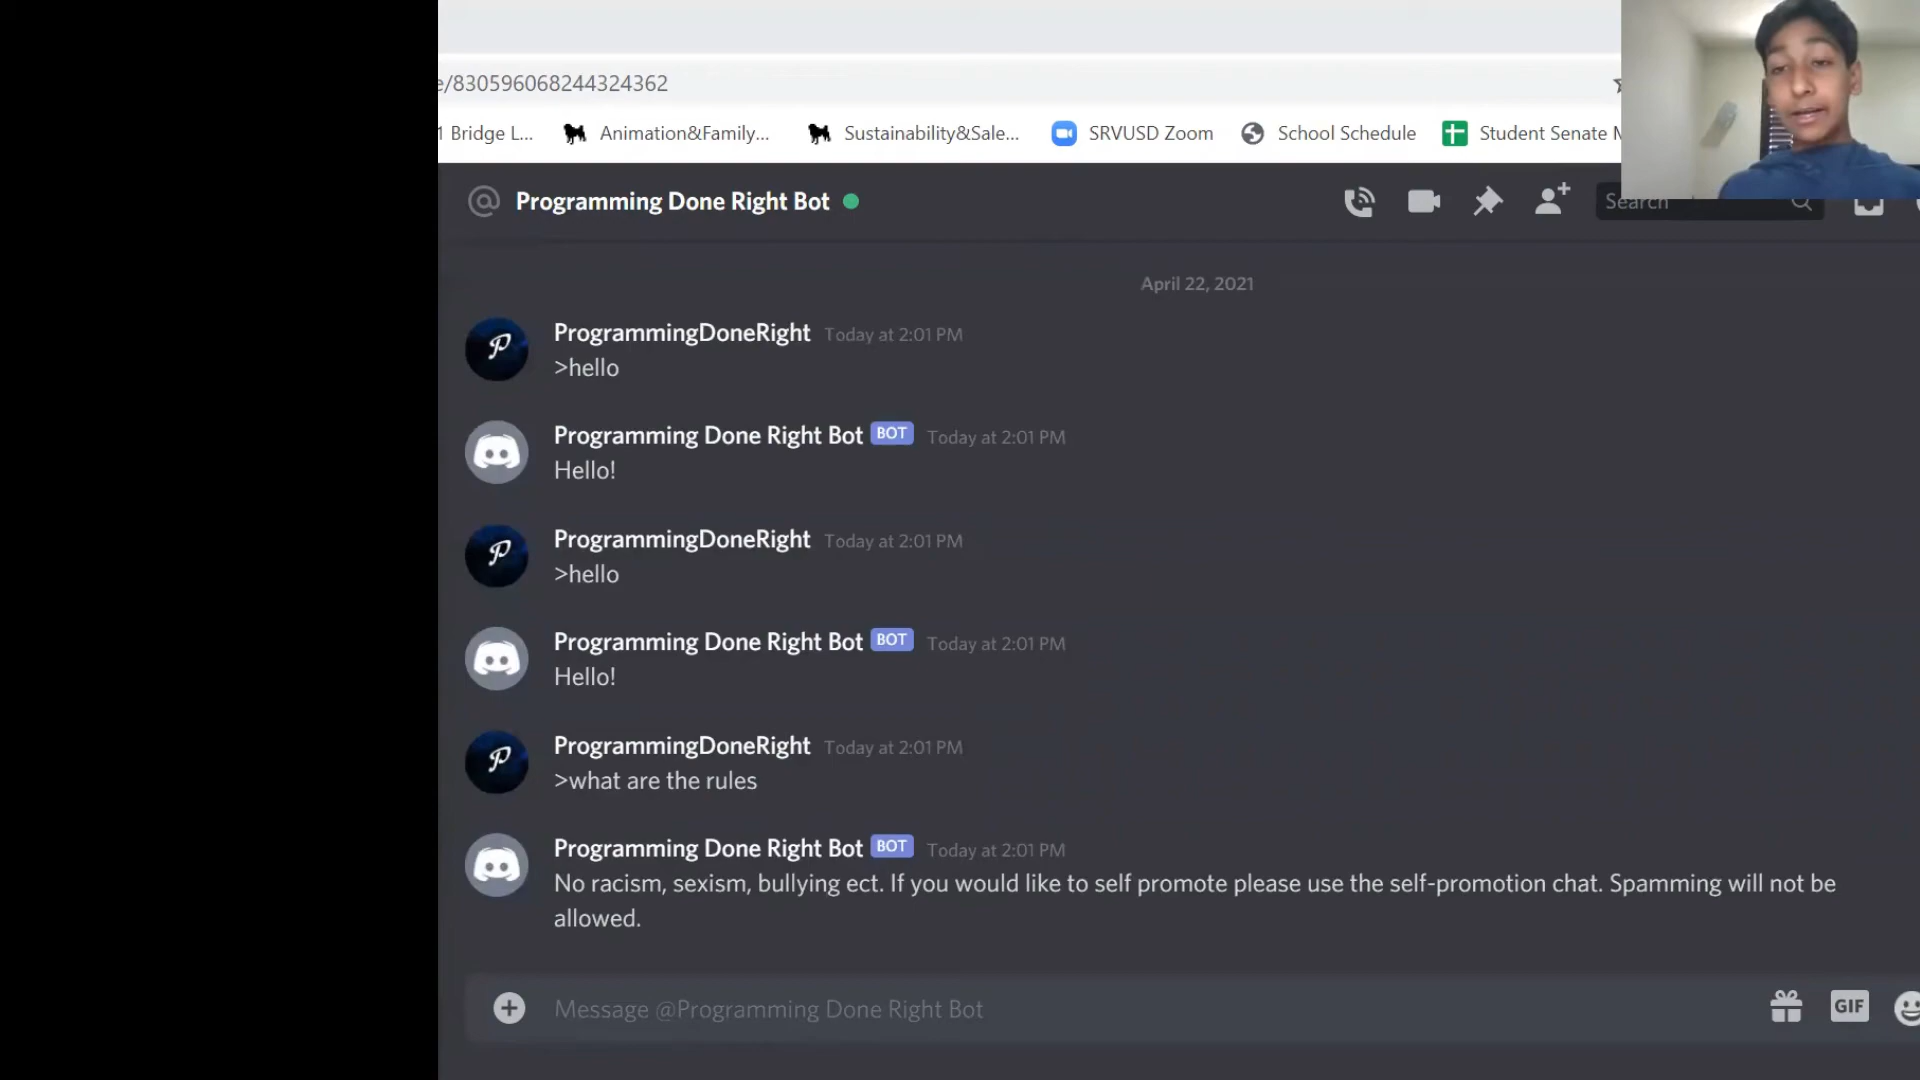 e/830596068244324362
1 Bridge L... Animation&Family... Sustainability&Sale... SRVUSD Zoom School Schedule Student Senate M
Programming Done Right Bot Search
April 22, 2021
ProgrammingDoneRight Today at 2:01 PM
>hello
Programming Done Right Bot BOT Today at 2:01 PM
Hello!
ProgrammingDoneRight Today at 2:01 PM
>hello
Programming Done Right Bot BOT Today at 2:01 PM
Hello!
ProgrammingDoneRight Today at 2:01 PM
>what are the rules
Programming Done Right Bot BOT Today at 2:01 PM
No racism, sexism, bullying ect. If you would like to self promote please use the self-promotion chat. Spamming will not be
allowed.
Message @Programming Done Right Bot GIF